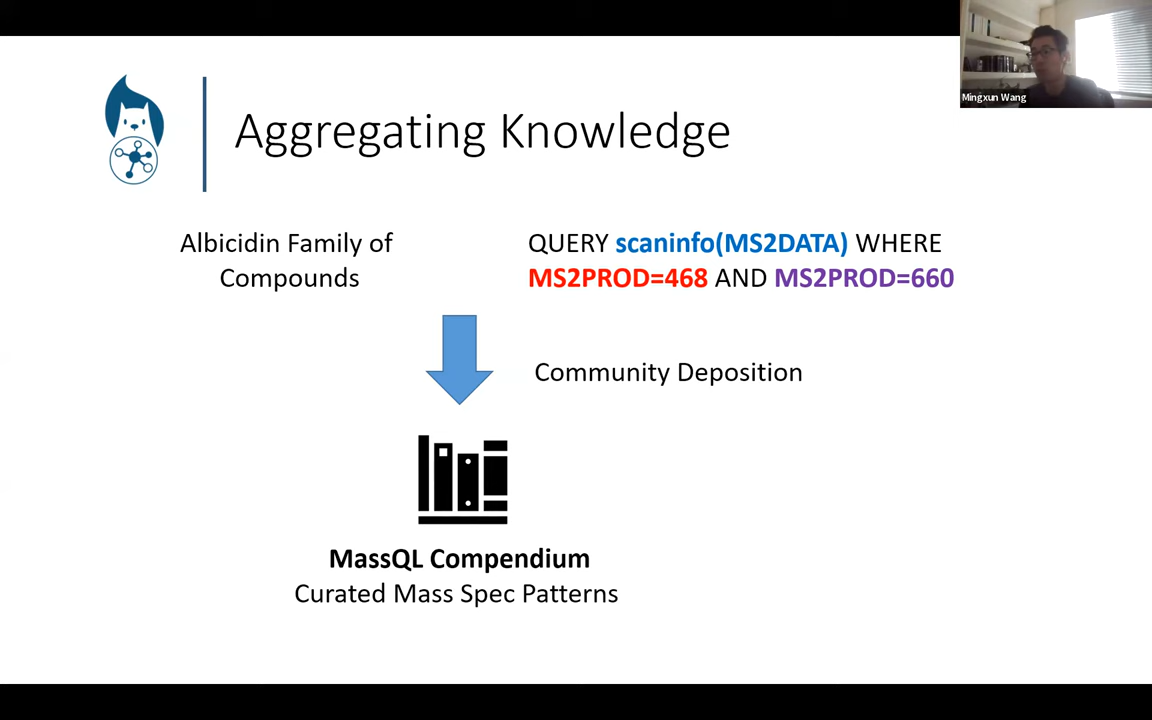 Mingxun Wang
Aggregating Knowledge
Albicidin Family of
Compounds
QUERY scaninfo(MS2DATA) WHERE
MS2PROD=468 AND MS2PROD=660
Community Deposition
MassQL Compendium
Curated Mass Spec Patterns